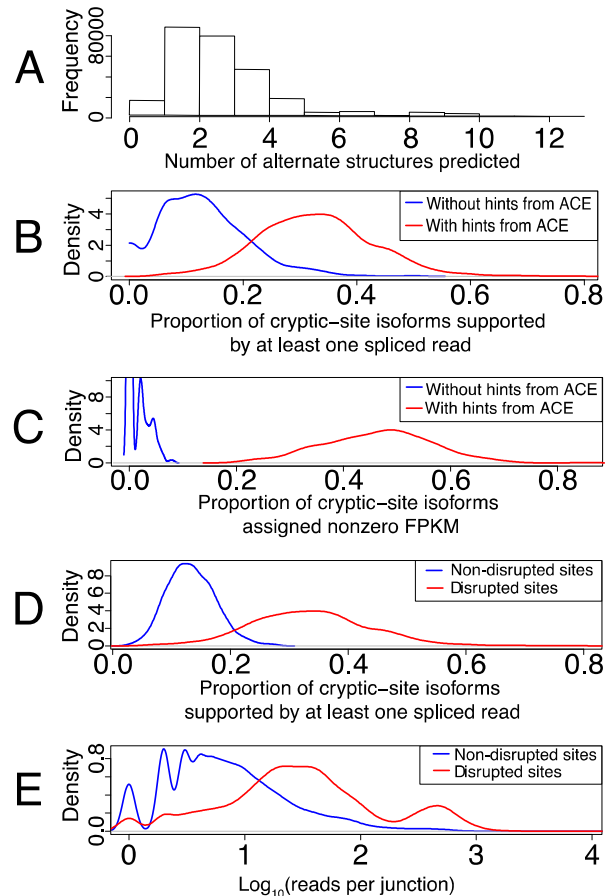 A
Frequency
0 80000
0 2 4 6 8 10 12
Number of alternate structures predicted
B
Density
0 2 4
Without hints from ACE
With hints from ACE
0.0 0.2 0.4 0.6 0.8
Proportion of cryptic−site isoforms supported
by at least one spliced read
C
Density
0 4 8
Without hints from ACE
With hints from ACE
0.0 0.2 0.4 0.6 0.8
Proportion of cryptic−site isoforms
assigned nonzero FPKM
D
Density
0 2 4 6 8
Non−disrupted sites
Disrupted sites
0.0 0.2 0.4 0.6 0.8
Proportion of cryptic−site isoforms
supported by at least one spliced read
E
Density
0.0 0.8
Non−disrupted sites
Disrupted sites
0 1 2 3 4
Log10(reads per junction)